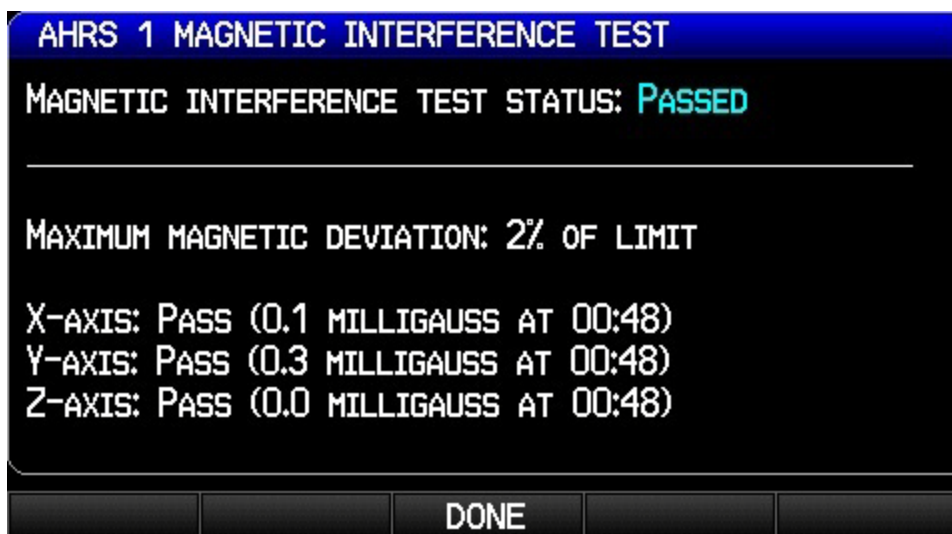 AHRS 1 MAGNETIC INTERFERENCE TEST
MAGNETIC INTERFERENCE TEST STATUS: PASSED
MAXIMUM MAGNETIC DEVIATION: 2% OF LIMIT
X-AXIS: PASS (0.1 MILLIGAUSS AT 00:48)
Y-AXIS: PASS (0.3 MILLIGAUSS AT 00:48)
Z-AXIS: PASS (0.0 MILLIGAUSS AT 00:48)
DONE